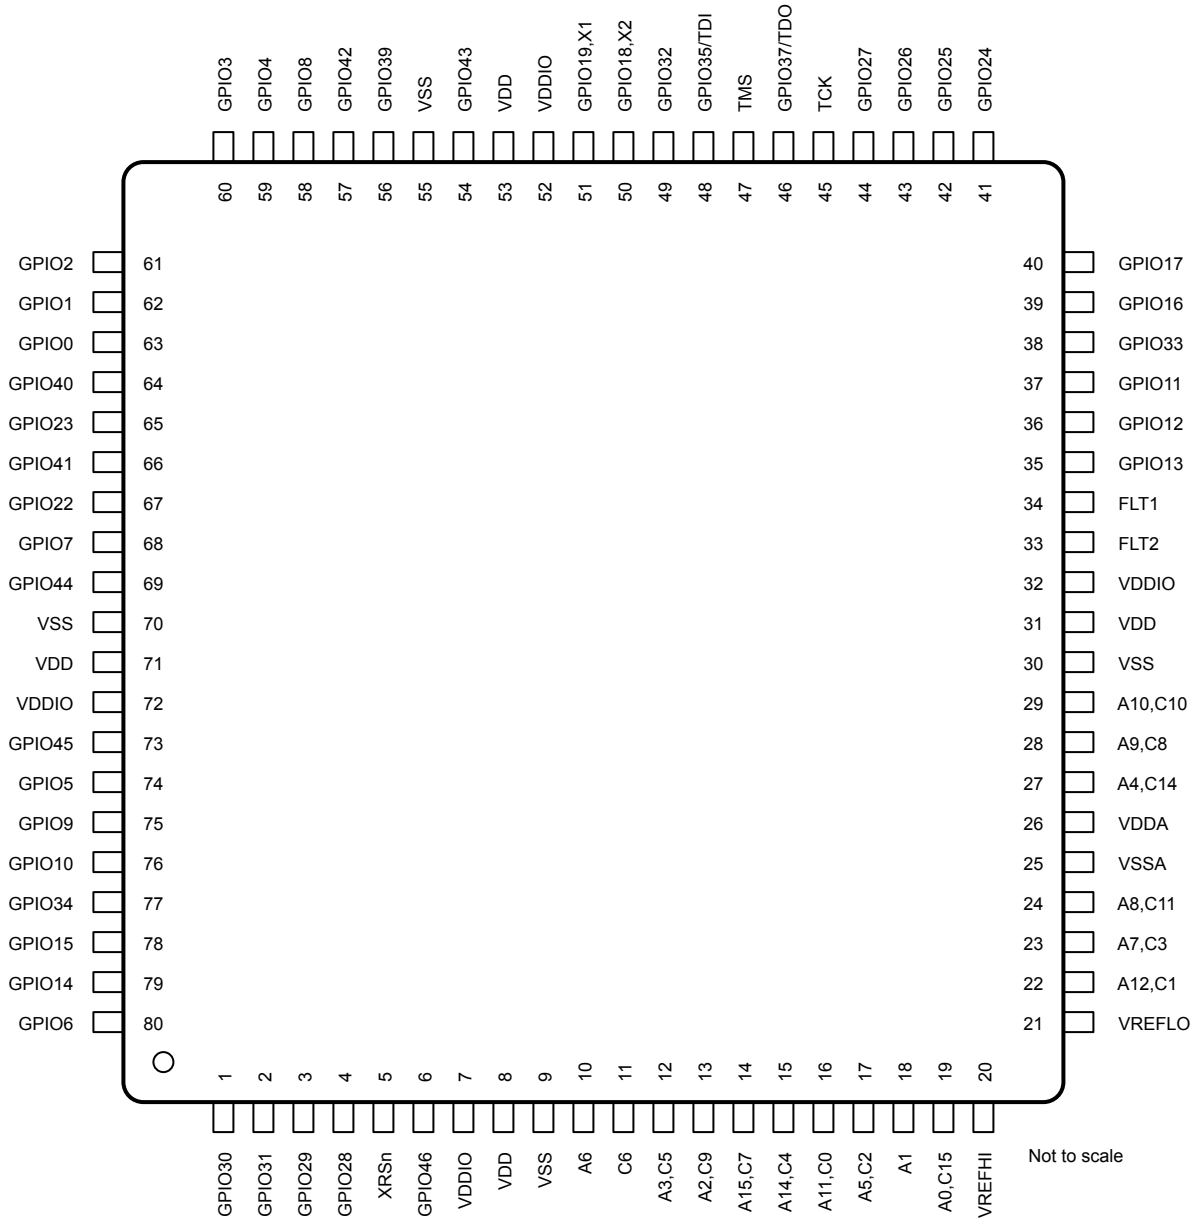 GPIO3 GPIO4 GPIO8 GPIO42 GPIO39 VSS GPIO43 VDD VDDIO GPIO19,X1 GPIO18,X2 GPIO32 GPIO35/TDI TMS GPIO37/TDO TCK GPIO27 GPIO26 GPIO25 GPIO24
60 59 58 57 56 55 54 53 52 51 50 49 48 47 46 45 44 43 42 41
GPIO2 61 40 GPIO17
GPIO1 62 39 GPIO16
GPIO0 63 38 GPIO33
GPIO40 64 37 GPIO11
GPIO23 65 36 GPIO12
GPIO41 66 35 GPIO13
GPIO22 67 34 FLT1
GPIO7 68 33 FLT2
GPIO44 69 32 VDDIO
VSS 70 31 VDD
VDD 71 30 VSS
VDDIO 72 29 A10,C10
GPIO45 73 28 A9,C8
GPIO5 74 27 A4,C14
GPIO9 75 26 VDDA
GPIO10 76 25 VSSA
GPIO34 77 24 A8,C11
GPIO15 78 23 A7,C3
GPIO14 79 22 A12,C1
GPIO6 80 21 VREFLO
1 2 3 4 5 6 7 8 9 10 11 12 13 14 15 16 17 18 19 20
GPIO30 GPIO31 GPIO29 GPIO28 XRSn GPIO46 VDDIO VDD VSS A6 C6 A3,C5 A2,C9 A15,C7 A14,C4 A11,C0 A5,C2 A1 A0,C15 VREFHI
Not to scale